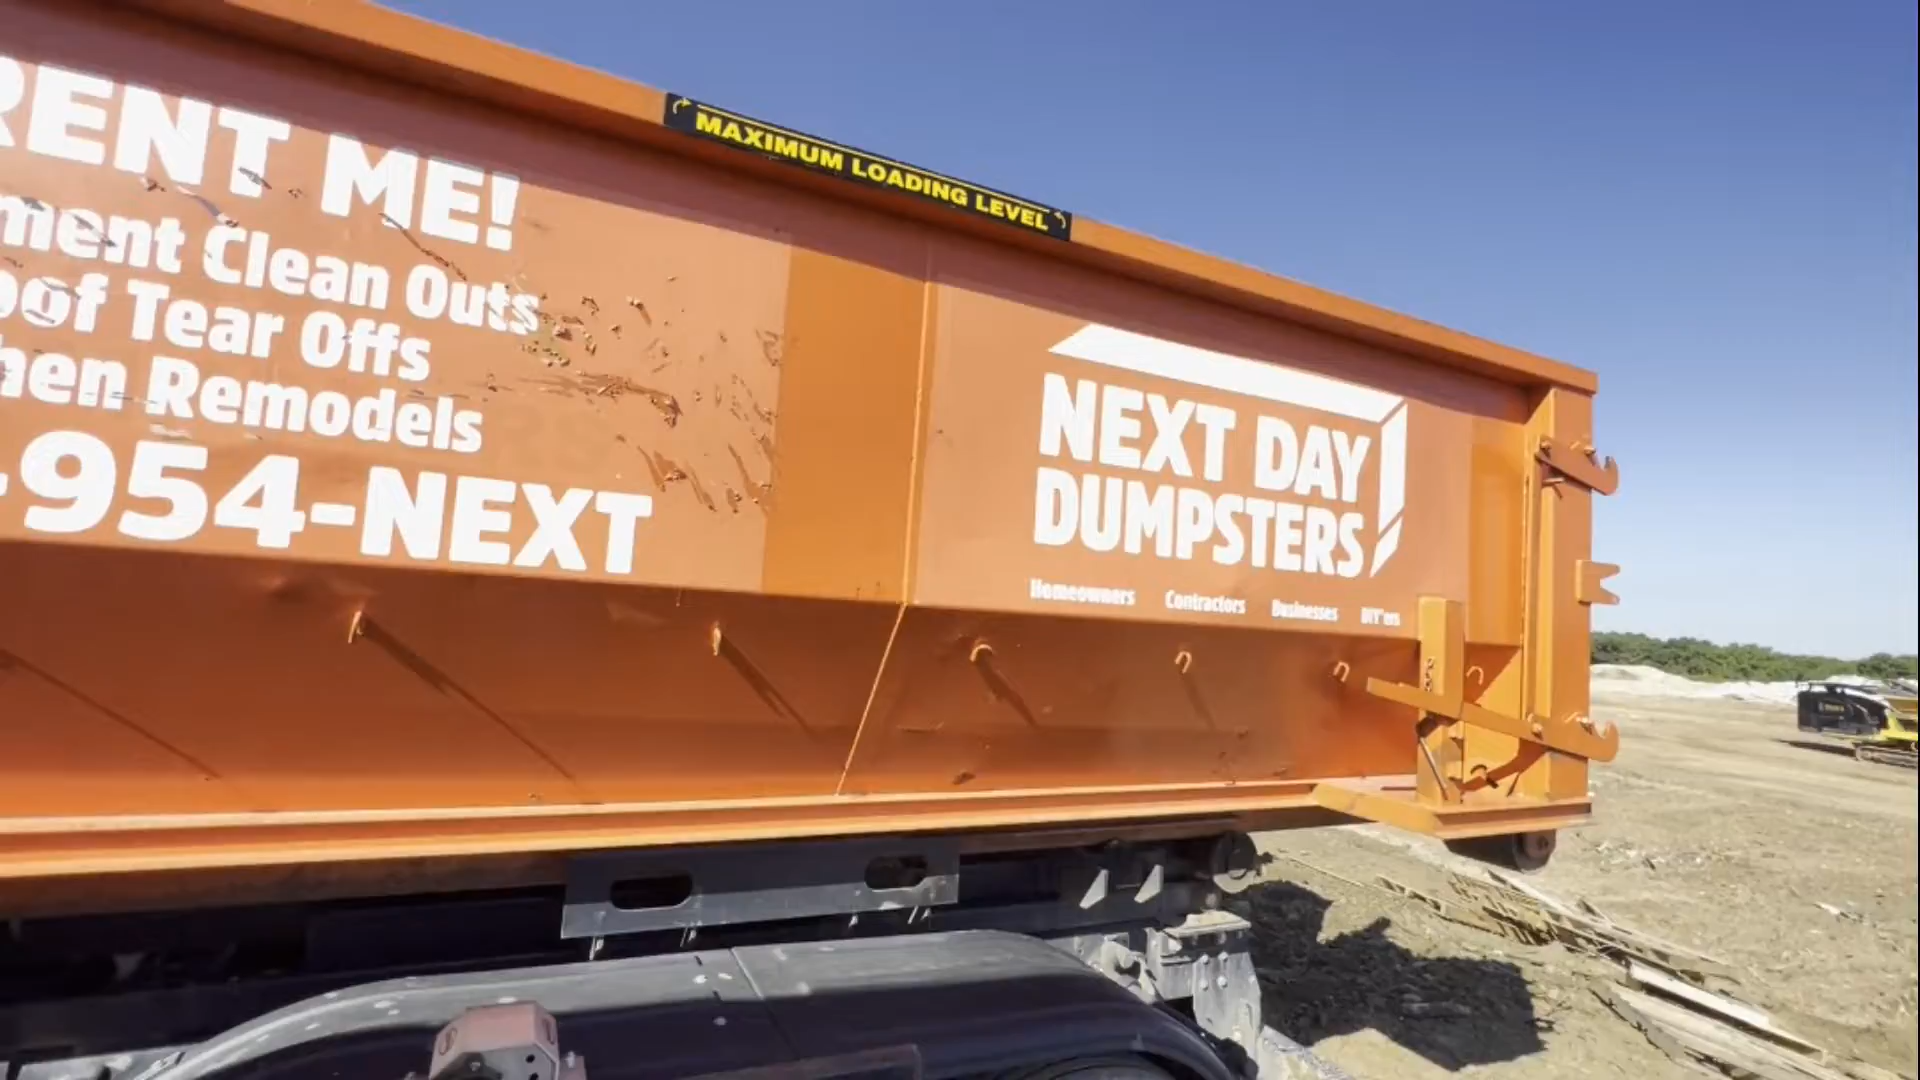 RENT ME!
ment Clean Outs
oof Tear Offs
hen Remodels
-954-NEXT
MAXIMUM LOADING LEVEL
NEXT DAY
DUMPSTERS
Homeowners Contractors Businesses DIY'ers